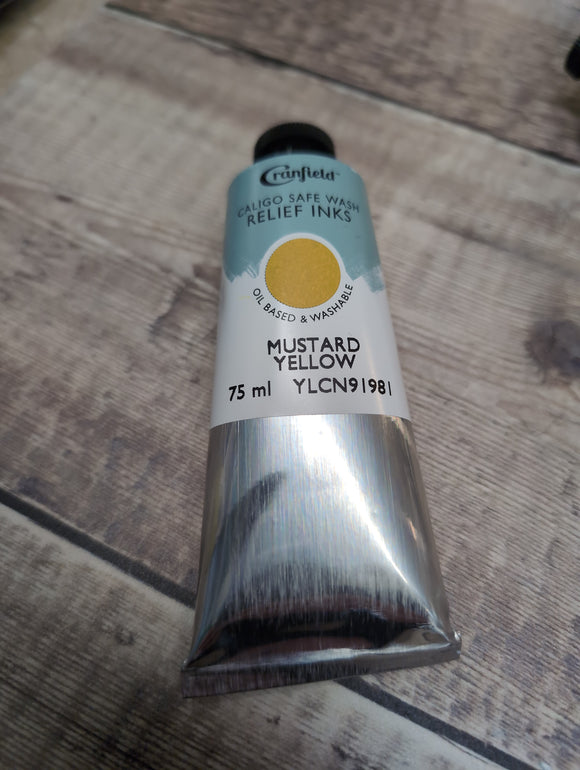 Cranfield
CALIGO SAFE WASH
RELIEF INKS
OIL BASED & WASHABLE
MUSTARD
YELLOW
75 ml YLCN91981